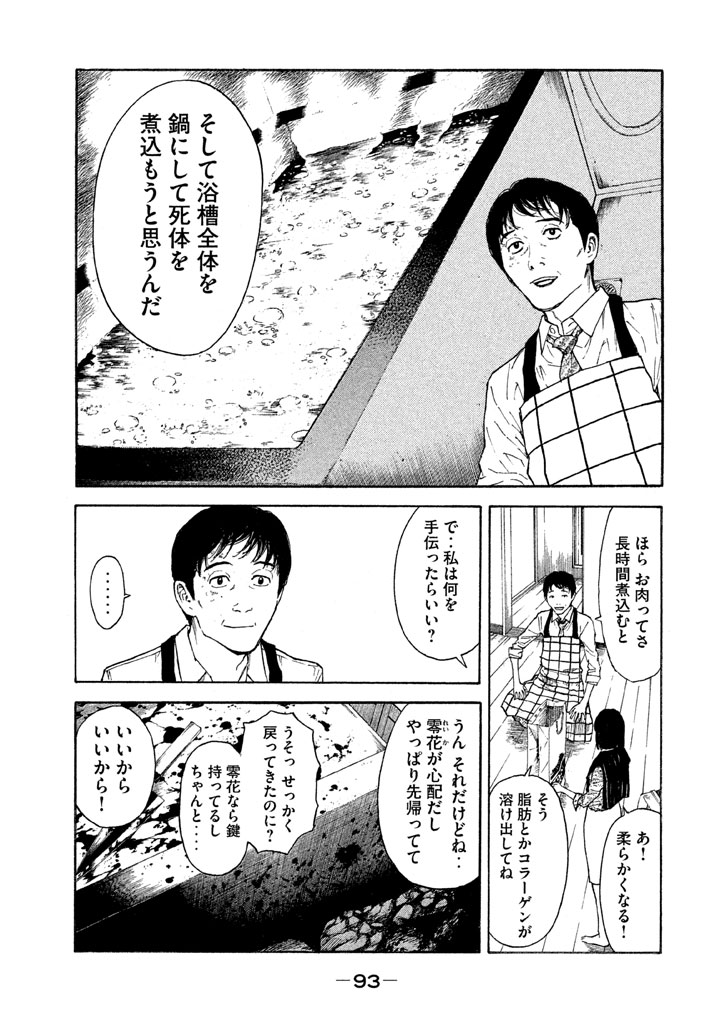 そして浴槽全体を
鍋にして死体を
煮込もうと思うんだ
ほら お肉ってさ
長時間煮込むと
あ!
柔らかくなる!
そう
脂肪とかコラーゲンが
溶け出してね
で‥私は何を
手伝ったらいい?
‥‥‥
うん それだけどね‥
零花が心配だし
れいか
やっぱり先帰ってて
うそっ せっかく
戻ってきたのに?
零花なら鍵
持ってるし
ちゃんと‥‥
いいから
いいから!
—93—